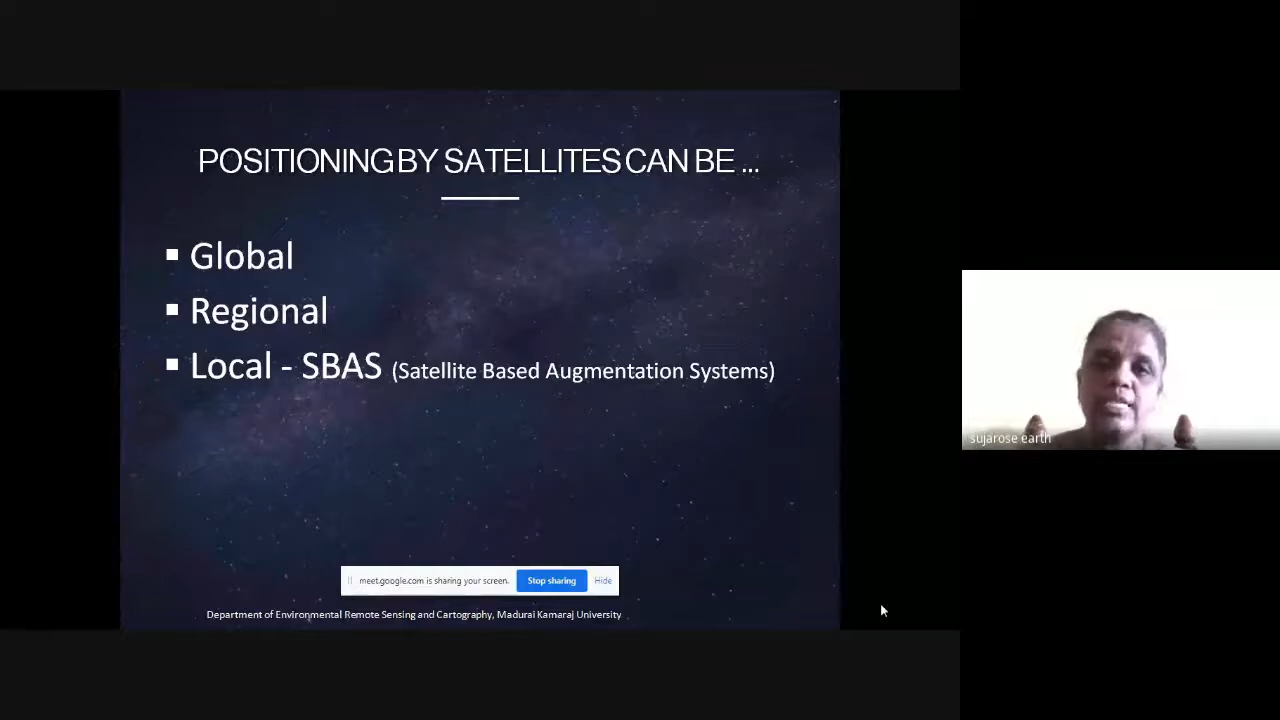 POSITIONING BY SATELLITES CAN BE ...
Global
Regional
Local - SBAS (Satellite Based Augmentation Systems)
sujarose earth
meet.google.com is sharing your screen. Stop sharing Hide
Department of Environmental Remote Sensing and Cartography, Madurai Kamaraj University